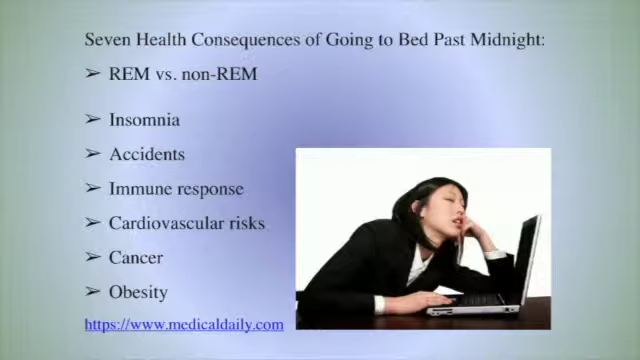 Seven Health Consequences of Going to Bed Past Midnight:
➢ REM vs. non-REM
➢ Insomnia
➢ Accidents
➢ Immune response
➢ Cardiovascular risks
➢ Cancer
➢ Obesity
https://www.medicaldaily.com